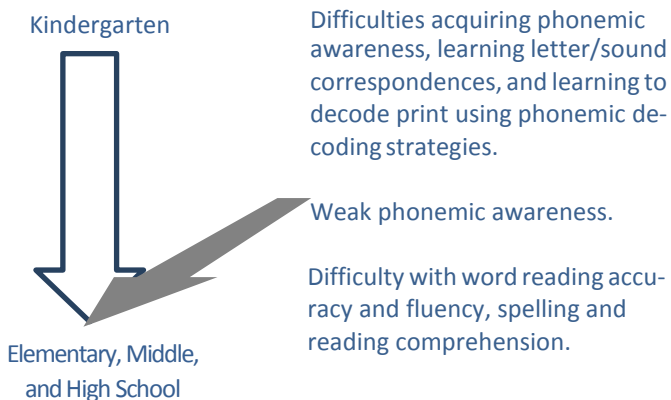 Kindergarten
Difficulties acquiring phonemic
awareness, learning letter/sound
correspondences, and learning to
decode print using phonemic de-
coding strategies.
Weak phonemic awareness.
Difficulty with word reading accu-
racy and fluency, spelling and
reading comprehension.
Elementary, Middle,
and High School